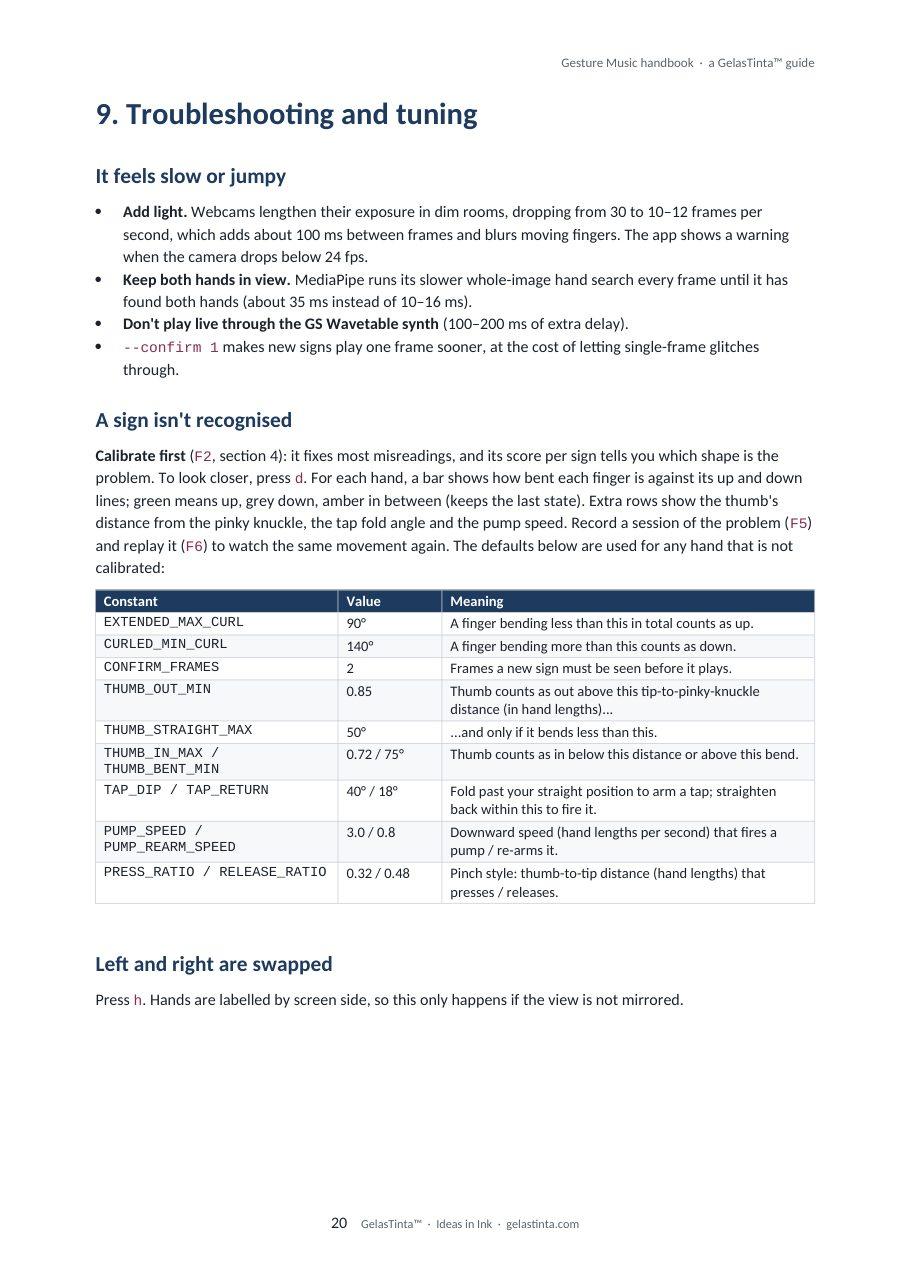 Gesture Music handbook · a GelasTinta™ guide
9. Troubleshooting and tuning
It feels slow or jumpy
• Add light. Webcams lengthen their exposure in dim rooms, dropping from 30 to 10–12 frames per
second, which adds about 100 ms between frames and blurs moving fingers. The app shows a warning
when the camera drops below 24 fps.
• Keep both hands in view. MediaPipe runs its slower whole-image hand search every frame until it has
found both hands (about 35 ms instead of 10–16 ms).
• Don't play live through the GS Wavetable synth (100–200 ms of extra delay).
• --confirm 1 makes new signs play one frame sooner, at the cost of letting single-frame glitches
through.
A sign isn't recognised
Calibrate first (F2, section 4): it fixes most misreadings, and its score per sign tells you which shape is the
problem. To look closer, press d. For each hand, a bar shows how bent each finger is against its up and down
lines; green means up, grey down, amber in between (keeps the last state). Extra rows show the thumb's
distance from the pinky knuckle, the tap fold angle and the pump speed. Record a session of the problem (F5)
and replay it (F6) to watch the same movement again. The defaults below are used for any hand that is not
calibrated:
Constant Value Meaning
EXTENDED_MAX_CURL 90° A finger bending less than this in total counts as up.
CURLED_MIN_CURL 140° A finger bending more than this counts as down.
CONFIRM_FRAMES 2 Frames a new sign must be seen before it plays.
THUMB_OUT_MIN 0.85 Thumb counts as out above this tip-to-pinky-knuckle
distance (in hand lengths)...
THUMB_STRAIGHT_MAX 50° ...and only if it bends less than this.
THUMB_IN_MAX / 0.72 / 75° Thumb counts as in below this distance or above this bend.
THUMB_BENT_MIN
TAP_DIP / TAP_RETURN 40° / 18° Fold past your straight position to arm a tap; straighten
back within this to fire it.
PUMP_SPEED / 3.0 / 0.8 Downward speed (hand lengths per second) that fires a
PUMP_REARM_SPEED pump / re-arms it.
PRESS_RATIO / RELEASE_RATIO 0.32 / 0.48 Pinch style: thumb-to-tip distance (hand lengths) that
presses / releases.
Left and right are swapped
Press h. Hands are labelled by screen side, so this only happens if the view is not mirrored.
20 GelasTinta™ · Ideas in Ink · gelastinta.com